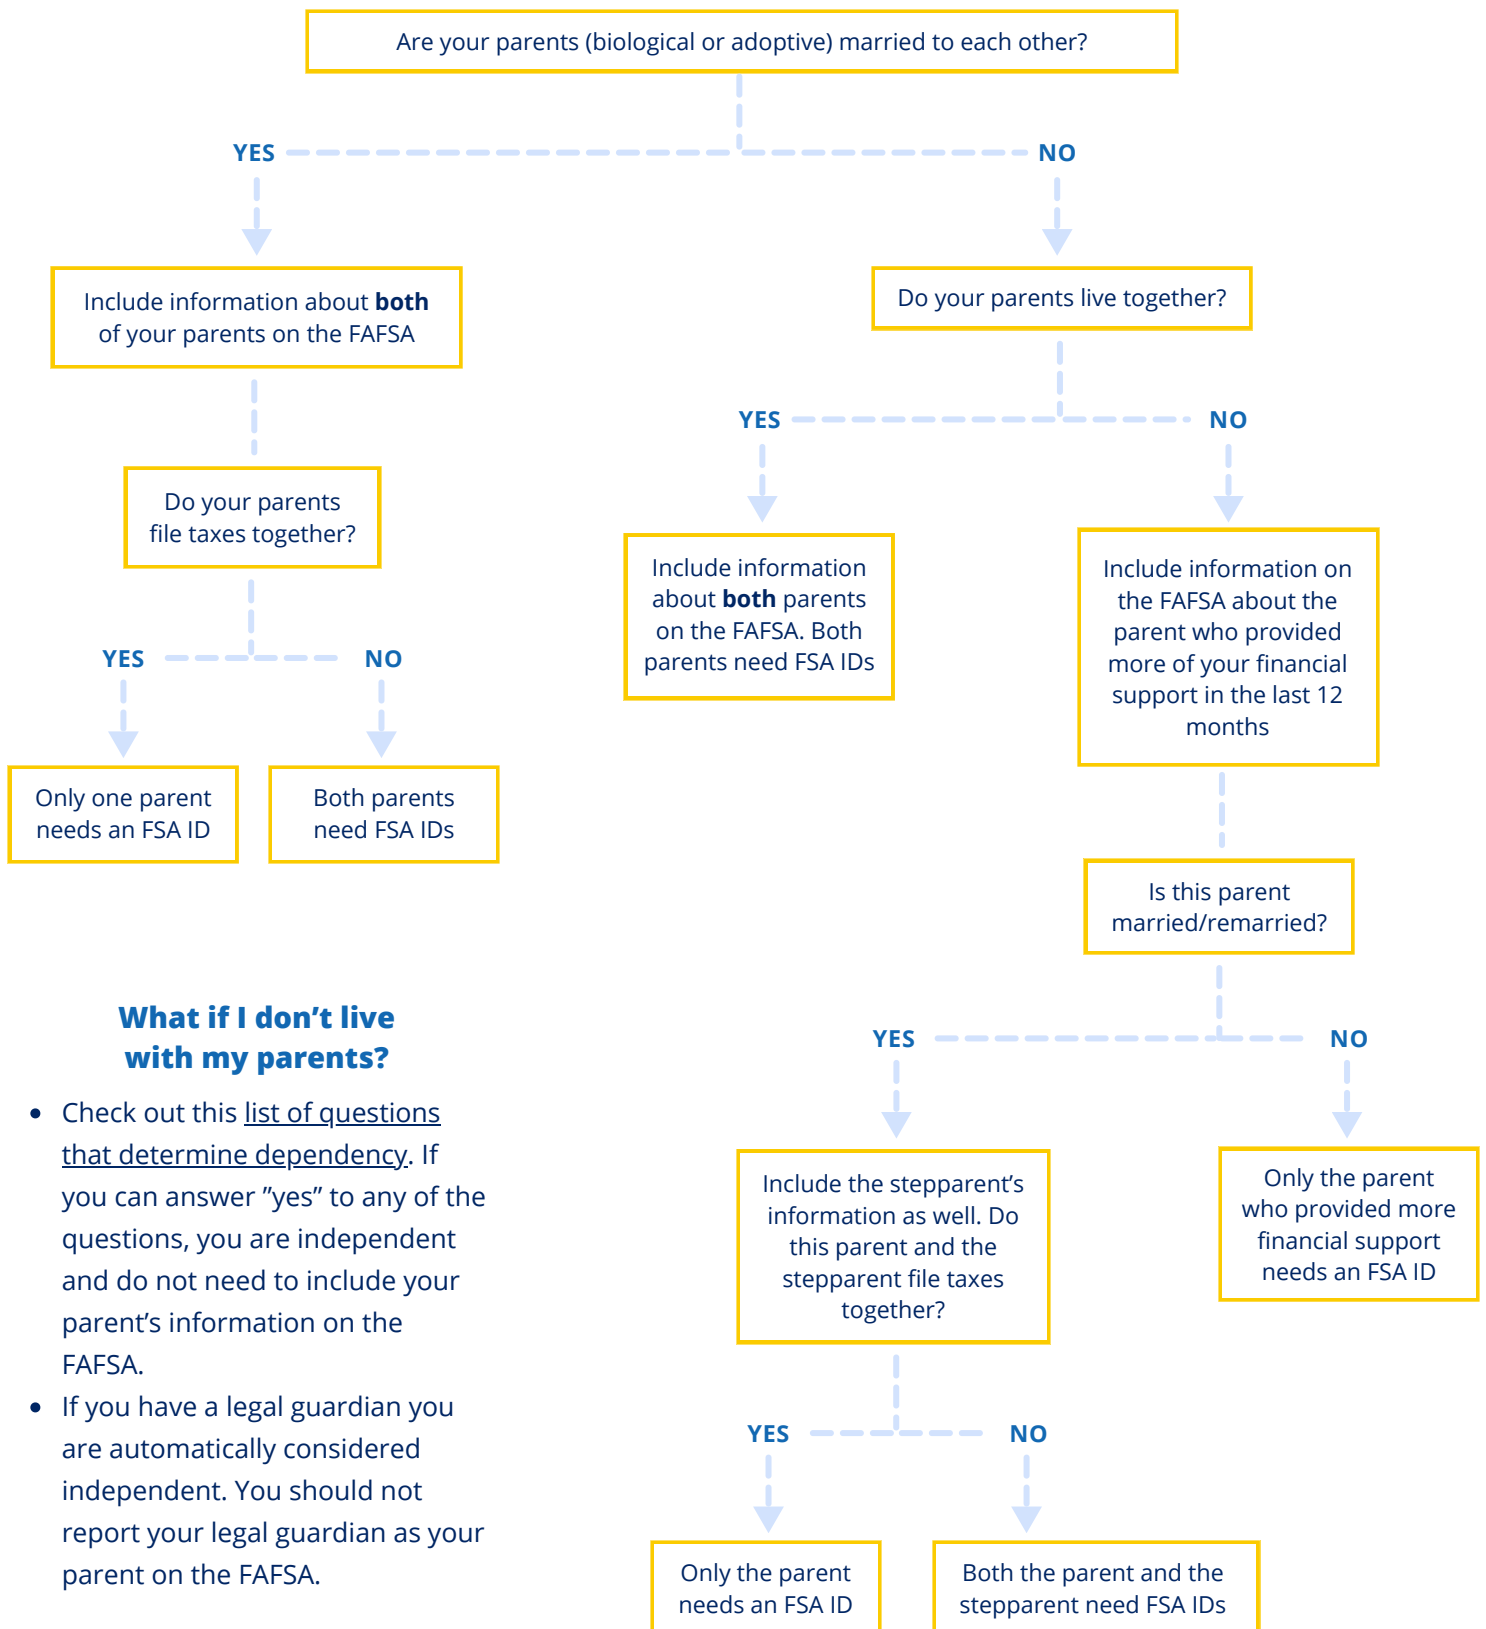 Are your parents (biological or adoptive) married to each other?
YES
NO
Include information about both
of your parents on the FAFSA
Do your parents live together?
YES
NO
Do your parents
file taxes together?
Include information
about both parents
on the FAFSA. Both
parents need FSA IDs
Include information on
the FAFSA about the
parent who provided
more of your financial
support in the last 12
months
YES
NO
Only one parent
needs an FSA ID
Both parents
need FSA IDs
Is this parent
married/remarried?
YES
NO
Include the stepparent’s
information as well. Do
this parent and the
stepparent file taxes
together?
Only the parent
who provided more
financial support
needs an FSA ID
YES
NO
Only the parent
needs an FSA ID
Both the parent and the
stepparent need FSA IDs
What if I don’t live
with my parents?
• Check out this list of questions
that determine dependency. If
you can answer ”yes” to any of the
questions, you are independent
and do not need to include your
parent’s information on the
FAFSA.
• If you have a legal guardian you
are automatically considered
independent. You should not
report your legal guardian as your
parent on the FAFSA.